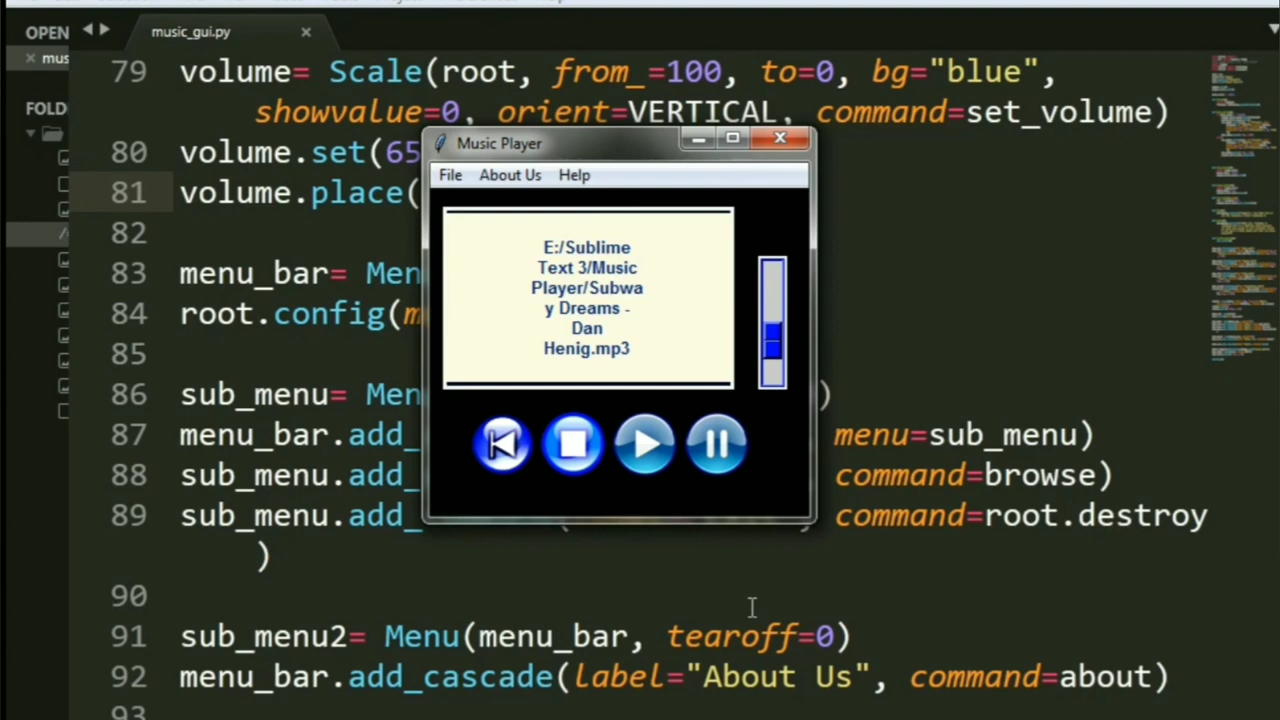 OPEN
music_gui.py
mus
FOLD
79 volume= Scale(root, from_=100, to=0, bg="blue",
showvalue=0, orient=VERTICAL, command=set_volume)
80 volume.set(65
81 volume.place(
82
83 menu_bar= Men
84 root.config(m
85
86 sub_menu= Men )
87 menu_bar.add_ menu=sub_menu)
88 sub_menu.add_ command=browse)
89 sub_menu.add_ command=root.destroy
)
90
91 sub_menu2= Menu(menu_bar, tearoff=0)
92 menu_bar.add_cascade(label="About Us", command=about)
93
Music Player
File About Us Help
E:/Sublime
Text 3/Music
Player/Subwa
y Dreams -
Dan
Henig.mp3